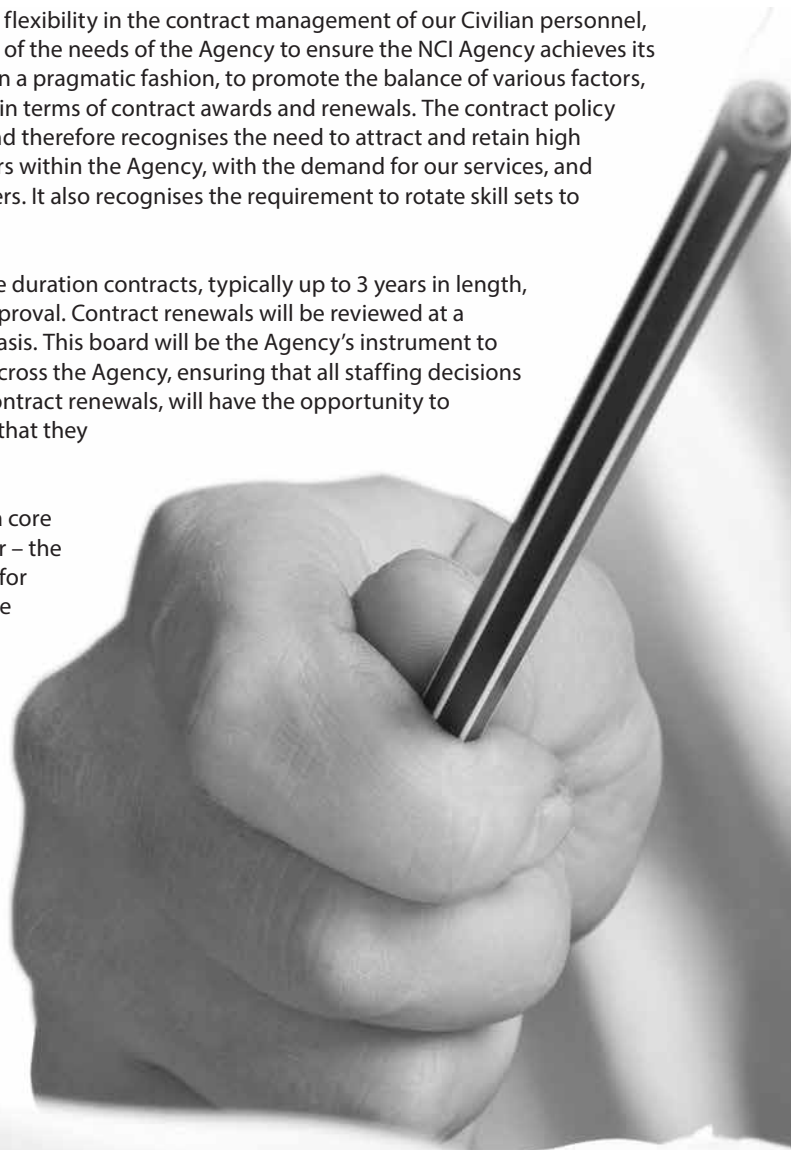 flexibility in the contract management of our Civilian personnel,
of the needs of the Agency to ensure the NCI Agency achieves its
n a pragmatic fashion, to promote the balance of various factors,
in terms of contract awards and renewals. The contract policy
d therefore recognises the need to attract and retain high
rs within the Agency, with the demand for our services, and
ers. It also recognises the requirement to rotate skill sets to
e duration contracts, typically up to 3 years in length,
proval. Contract renewals will be reviewed at a
asis. This board will be the Agency’s instrument to
cross the Agency, ensuring that all staffing decisions
ontract renewals, will have the opportunity to
that they
core
r – the
for
e